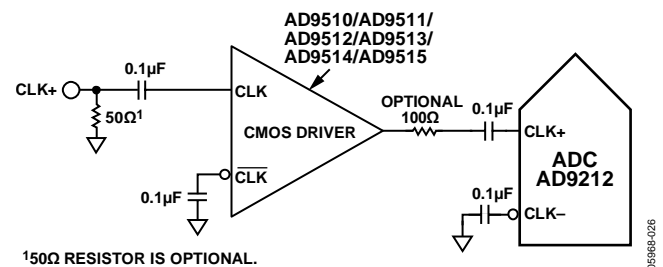 AD9510/AD9511/
AD9512/AD9513/
AD9514/AD9515
CLK+
0.1µF
50Ω1
CLK
CMOS DRIVER
CLK
0.1µF
OPTIONAL
100Ω
0.1µF
CLK+
ADC
AD9212
0.1µF
CLK–
150Ω RESISTOR IS OPTIONAL.
05968-026